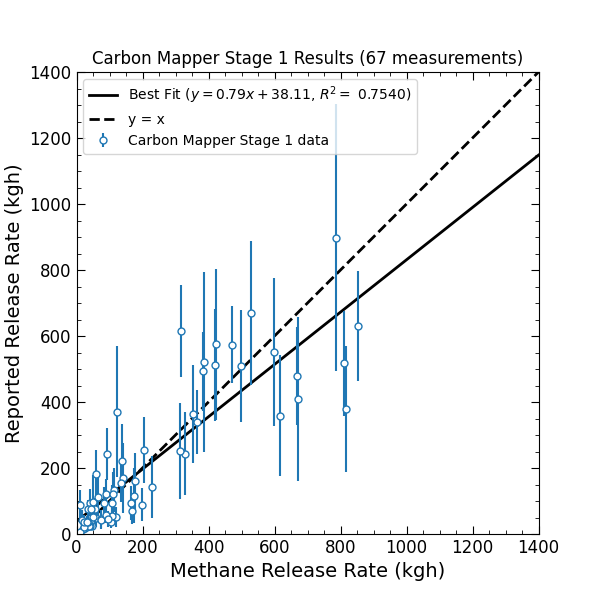 Carbon Mapper Stage 1 Results (67 measurements)
Best Fit (y = 0.79x + 38.11, R² = 0.7540)
y = x
Carbon Mapper Stage 1 data
1400
1200
1000
800
600
400
200
0
Reported Release Rate (kgh)
0 200 400 600 800 1000 1200 1400
Methane Release Rate (kgh)